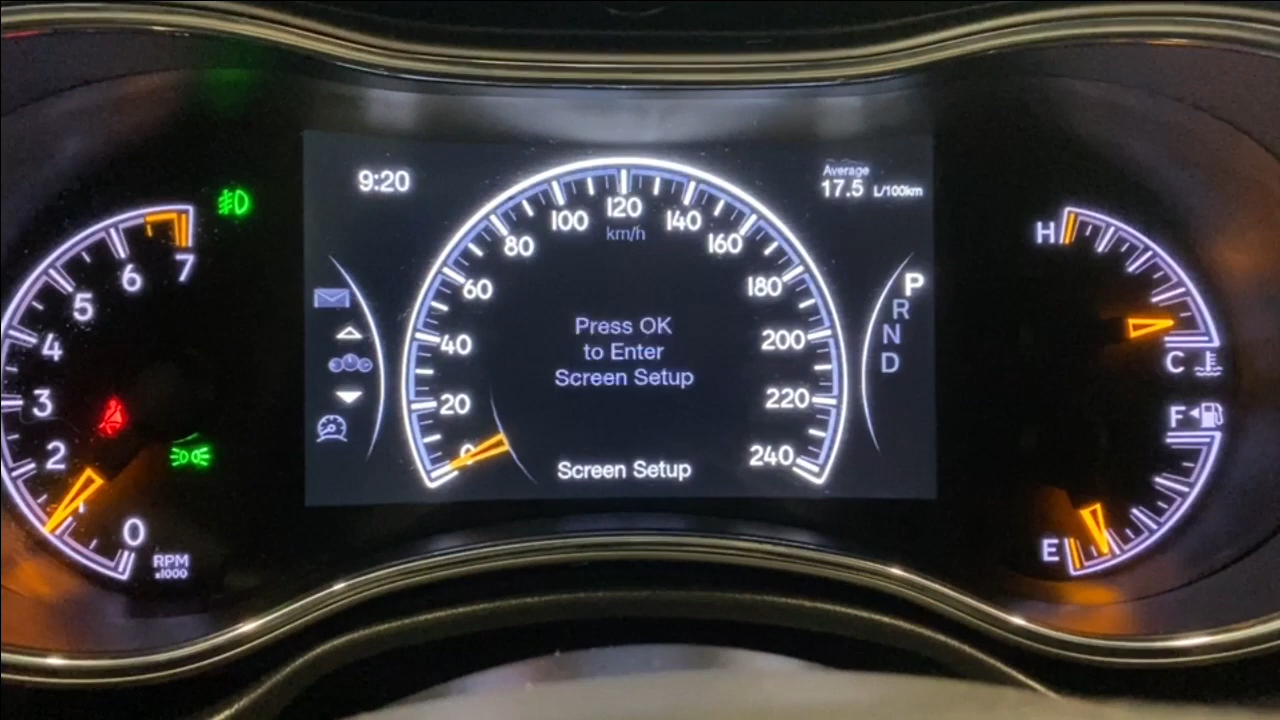 9:20
Average
17.5 L/100km
0
20
40
60
80
100
120
140
160
180
200
220
240
km/h
Press OK
to Enter
Screen Setup
Screen Setup
P
R
N
D
7
6
5
4
3
2
0
RPM
x1000
H
C
F
E